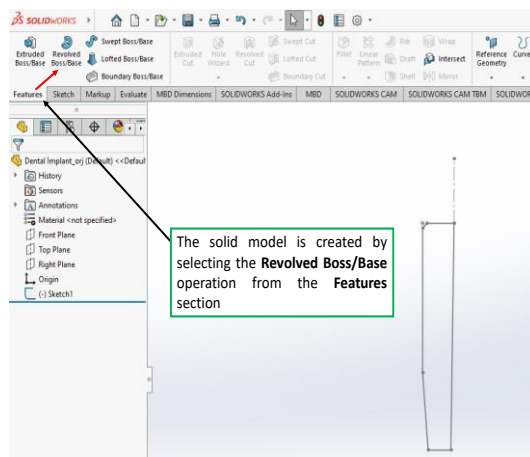 SOLIDWORKS
Extruded Boss/Base
Revolved Boss/Base
Swept Boss/Base
Lofted Boss/Base
Boundary Boss/Base
Extruded Cut
Hole Wizard
Revolved Cut
Swept Cut
Lofted Cut
Boundary Cut
Fillet
Linear Pattern
Rib
Draft
Shell
Wrap
Intersect
Mirror
Reference Geometry
Curve
Features Sketch Markup Evaluate MBD Dimensions SOLIDWORKS Add-Ins MBD SOLIDWORKS CAM SOLIDWORKS CAM TBM SOLIDWOR
Dental Implant_orj (Default) <<Defaul
History
Sensors
Annotations
Material <not specified>
Front Plane
Top Plane
Right Plane
Origin
(-) Sketch1
The solid model is created by
selecting the Revolved Boss/Base
operation from the Features
section